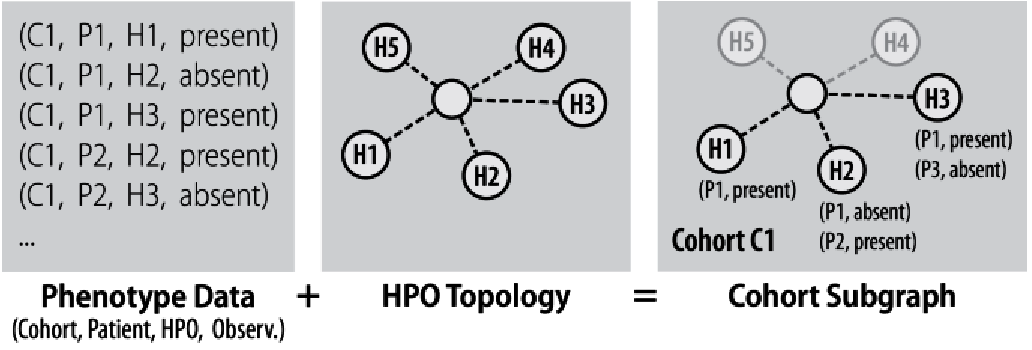 (C1, P1, H1, present)
(C1, P1, H2, absent)
(C1, P1, H3, present)
(C1, P2, H2, present)
(C1, P2, H3, absent)
...
H5
H4
H3
H1
H2
H5
H4
H3
(P1, present)
(P3, absent)
H1
(P1, present)
H2
(P1, absent)
(P2, present)
Cohort C1
Phenotype Data + HPO Topology = Cohort Subgraph
(Cohort, Patient, HPO, Observ.)